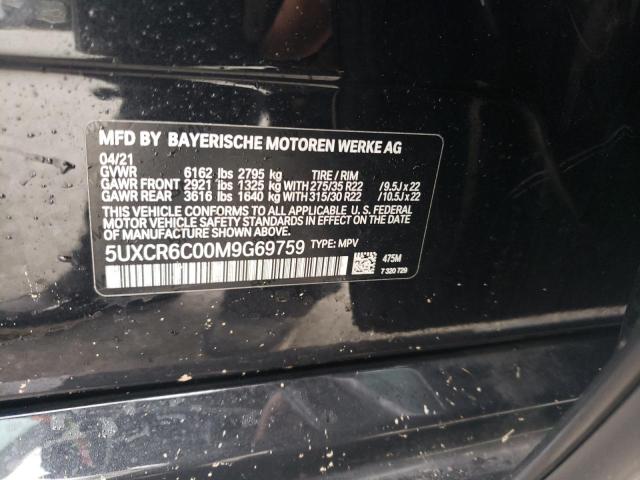 MFD BY BAYERISCHE MOTOREN WERKE AG
04/21
GVWR 6162 lbs 2795 kg TIRE / RIM
GAWR FRONT 2921 lbs 1325 kg WITH 275/35 R22 / 9.5J x 22
GAWR REAR 3616 lbs 1640 kg WITH 315/30 R22 / 10.5J x 22
THIS VEHICLE CONFORMS TO ALL APPLICABLE U. S. FEDERAL
MOTOR VEHICLE SAFETY STANDARDS IN EFFECT ON THE DATE
OF MANUFACTURE SHOWN ABOVE.
5UXCR6C00M9G69759 TYPE: MPV
475M
7 320 729